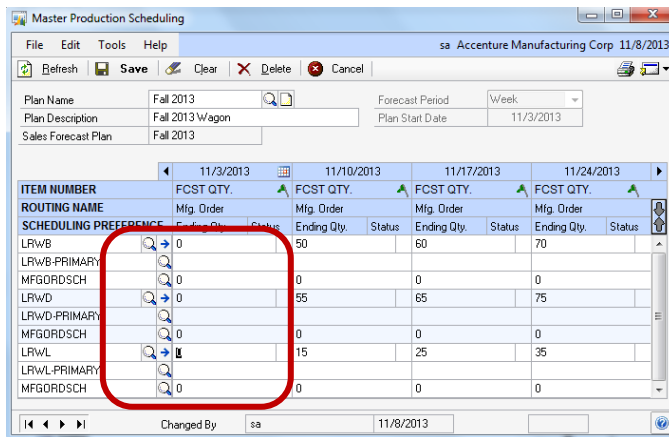 Master Production Scheduling
File Edit Tools Help sa Accenture Manufacturing Corp 11/8/2013
Refresh Save Clear Delete Cancel
Plan Name Fall 2013 Forecast Period Week
Plan Description Fall 2013 Wagon Plan Start Date 11/3/2013
Sales Forecast Plan Fall 2013
11/3/2013 11/10/2013 11/17/2013 11/24/2013
ITEM NUMBER FCST QTY. FCST QTY. FCST QTY. FCST QTY.
ROUTING NAME Mfg. Order Mfg. Order Mfg. Order Mfg. Order
SCHEDULING PREFERENCE Ending Qty. Status Ending Qty. Status Ending Qty. Status Ending Qty. Status
LRWB 0 50 60 70
LRWB-PRIMARY
MFGORDSCH 0 0 0 0
LRWD 0 55 65 75
LRWD-PRIMARY
MFGORDSCH 0 0 0 0
LRWL 0 15 25 35
LRWL-PRIMARY
MFGORDSCH 0 0 0 0
Changed By sa 11/8/2013